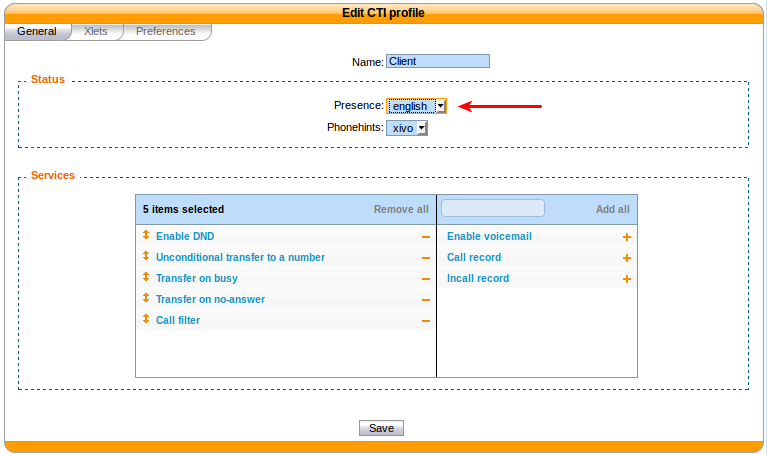 Edit CTI profile
General Xlets Preferences
Name: Client
Status
Presence: english
Phonehints: xivo
Services
5 items selected Remove all Add all
Enable DND Enable voicemail
Unconditional transfer to a number Call record
Transfer on busy Incall record
Transfer on no-answer
Call filter
Save